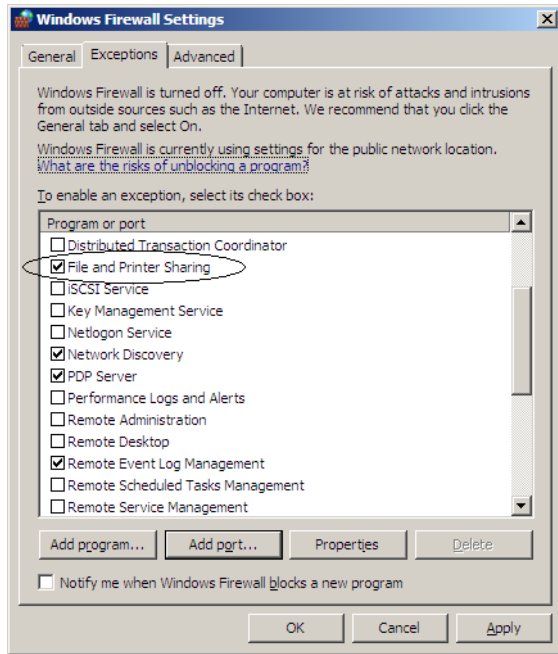 Windows Firewall Settings
General Exceptions Advanced
Windows Firewall is turned off. Your computer is at risk of attacks and intrusions
from outside sources such as the Internet. We recommend that you click the
General tab and select On.
Windows Firewall is currently using settings for the public network location.
What are the risks of unblocking a program?
To enable an exception, select its check box:
Program or port
Distributed Transaction Coordinator
File and Printer Sharing
iSCSI Service
Key Management Service
Netlogon Service
Network Discovery
PDP Server
Performance Logs and Alerts
Remote Administration
Remote Desktop
Remote Event Log Management
Remote Scheduled Tasks Management
Remote Service Management
Add program... Add port... Properties Delete
Notify me when Windows Firewall blocks a new program
OK Cancel Apply